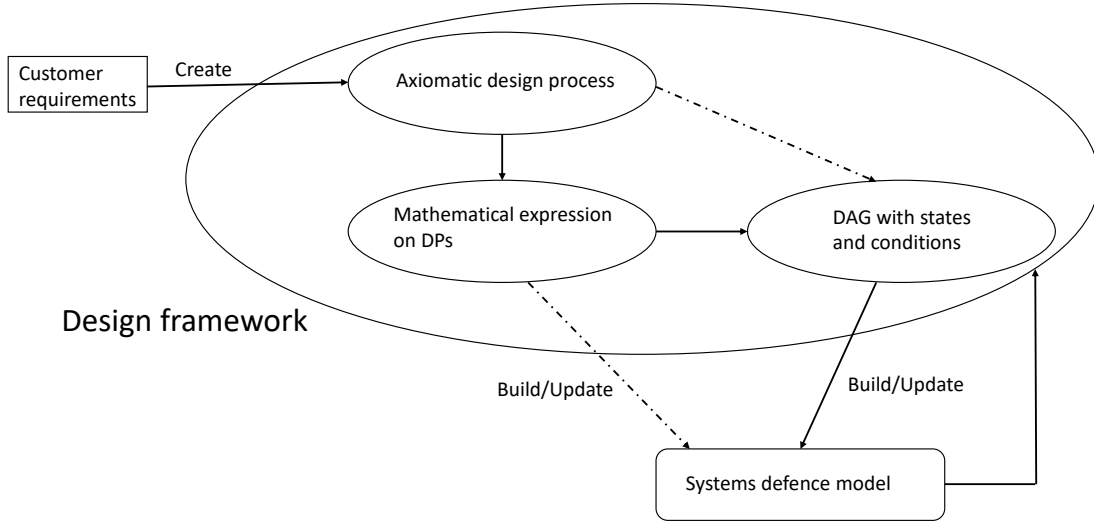 Customer
requirements
Create
Axiomatic design process
Mathematical expression
on DPs
DAG with states
and conditions
Design framework
Build/Update
Build/Update
Systems defence model